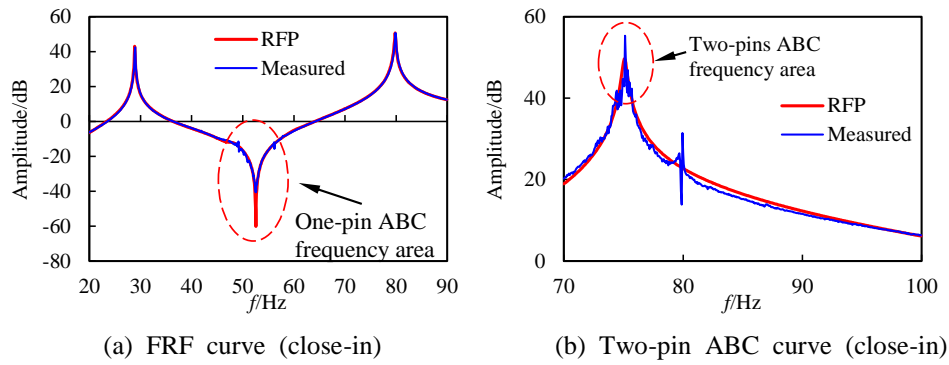 60
40
20
0
-20
-40
-60
-80
Amplitude/dB
RFP
Measured
One-pin ABC
frequency area
20 30 40 50 60 70 80 90
f/Hz
(a) FRF curve (close-in)
60
40
20
0
Amplitude/dB
Two-pins ABC
frequency area
RFP
Measured
70 80 90 100
f/Hz
(b) Two-pin ABC curve (close-in)